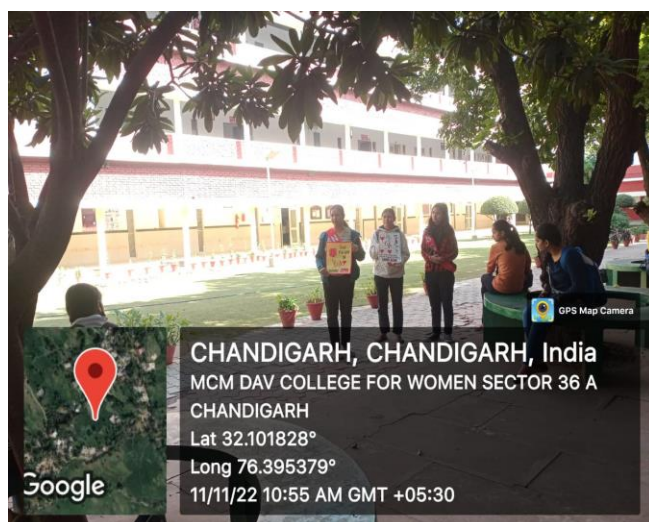 GPS Map Camera
CHANDIGARH, CHANDIGARH, India
MCM DAV COLLEGE FOR WOMEN SECTOR 36 A
CHANDIGARH
Lat 32.101828°
Long 76.395379°
11/11/22 10:55 AM GMT +05:30
Google